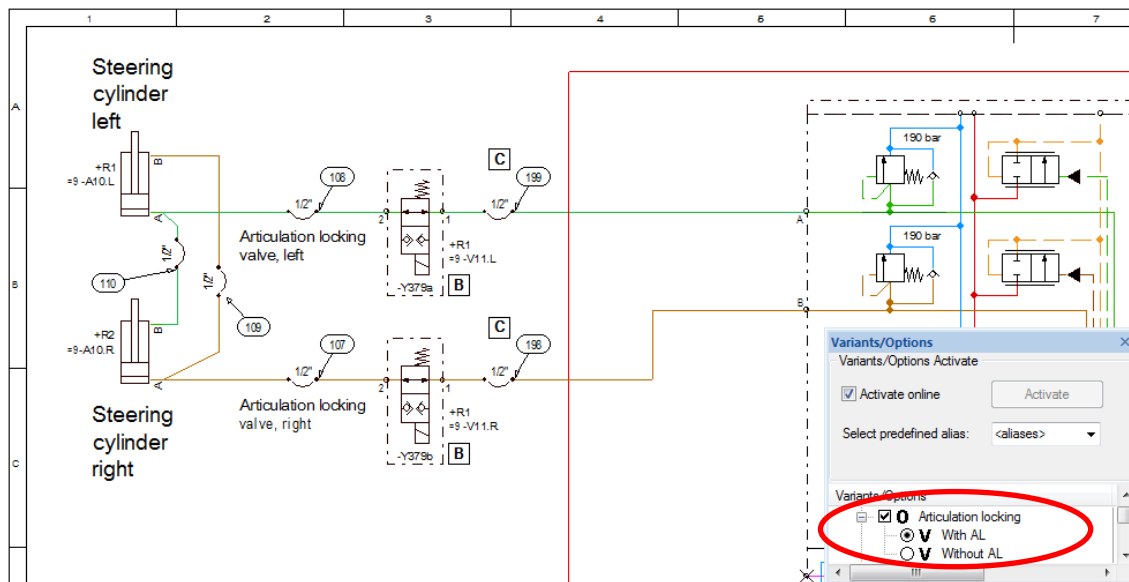 1 2 3 4 5 6 7
A
B
C
Steering
cylinder
left
+R1
=9 -A10.L
B
A
1/2"
110
1/2"
109
B
+R2
=9-A10.R
A
Steering
cylinder
right
1/2"
108
Articulation locking
valve, left
2
1
+R1
=9 -V11.L
-Y379a
B
C
1/2"
199
1/2"
107
Articulation locking
valve, right
2
1
+R1
=9 -V11.R
-Y379b
B
C
1/2"
198
190 bar
A
190 bar
B
Variants/Options
Variants/Options Activate
Activate online
Activate
Select predefined alias:
<aliases>
Variants/Options
O Articulation locking
V With AL
V Without AL